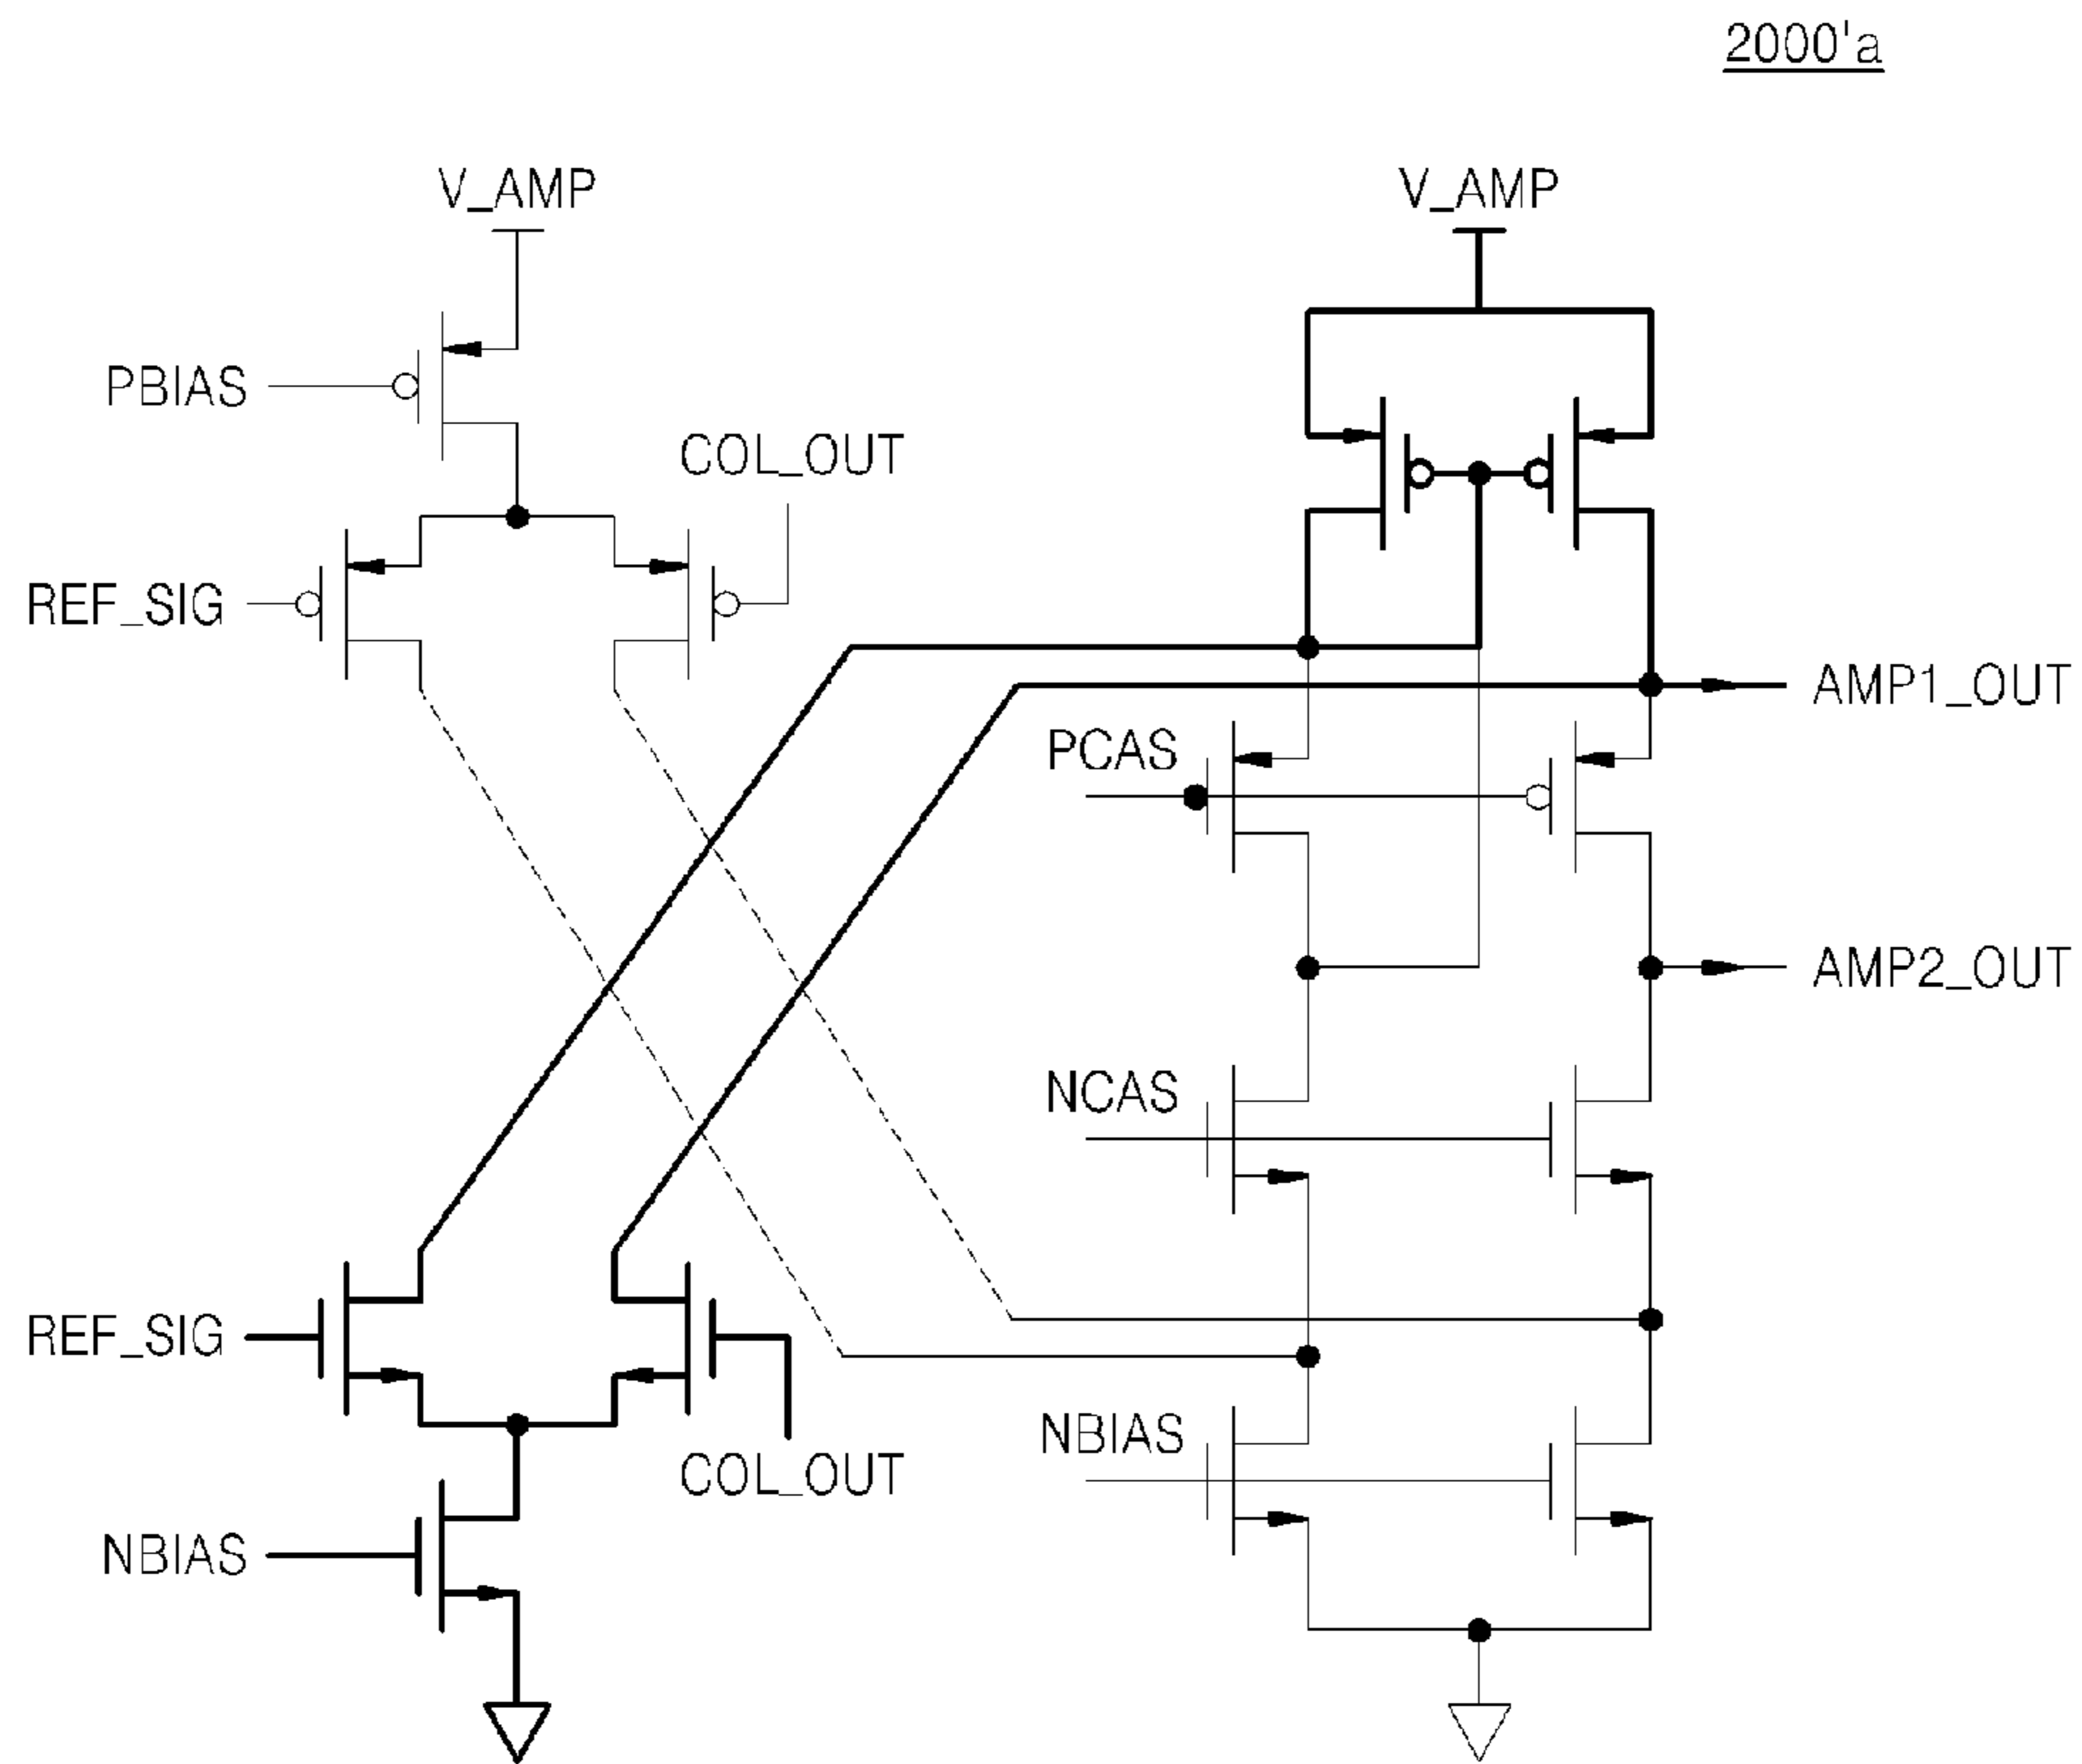 2000'a
V_AMP
V_AMP
PBIAS
COL_OUT
REF_SIG
AMP1_OUT
PCAS
AMP2_OUT
NCAS
REF_SIG
NBIAS
COL_OUT
NBIAS